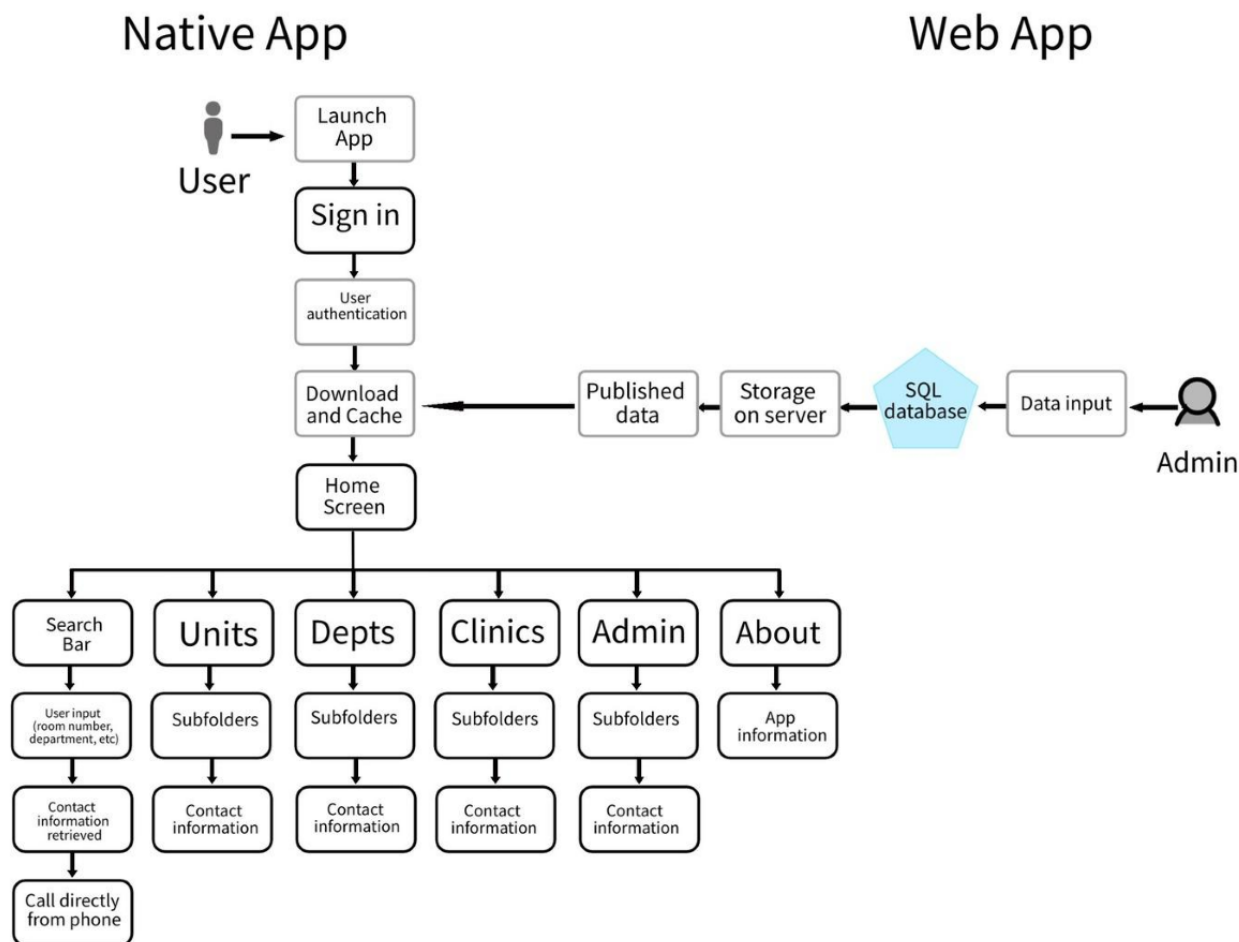 Native App
Web App
Launch
App
User
Sign in
User
authentication
Download
and Cache
Published
data
Storage
on server
SQL
database
Data input
Admin
Home
Screen
Search
Bar
Units
Depts
Clinics
Admin
About
User input
(room number,
department, etc)
Subfolders
Subfolders
Subfolders
Subfolders
App
information
Contact
information
retrieved
Contact
information
Contact
information
Contact
information
Contact
information
Call directly
from phone